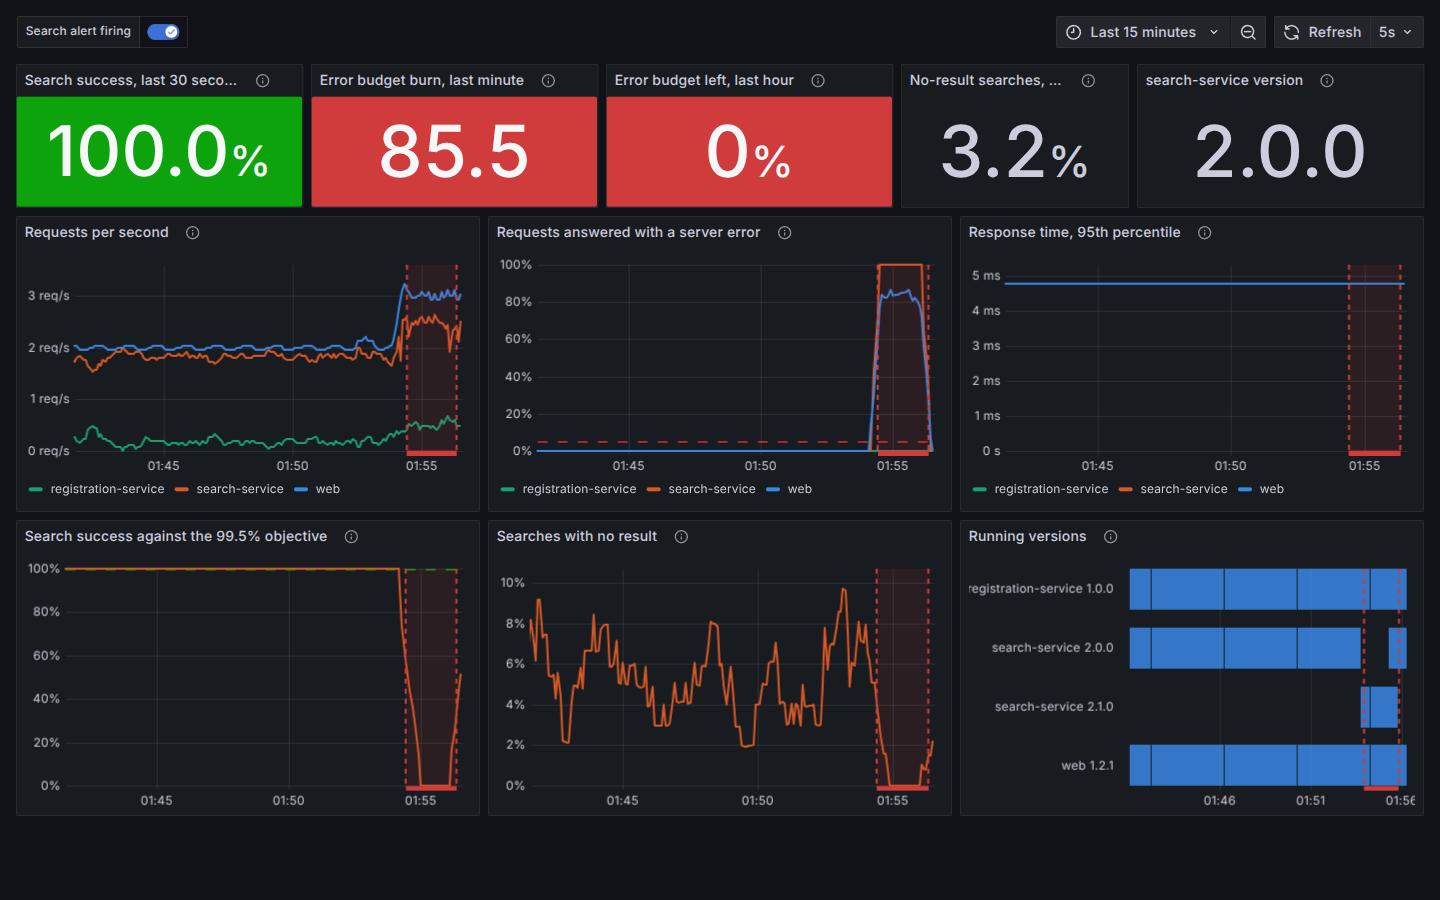 Search alert firing
Last 15 minutes
Refresh
5s
Search success, last 30 seco...
Error budget burn, last minute
Error budget left, last hour
No-result searches, ...
search-service version
100.0%
85.5
0%
3.2%
2.0.0
Requests per second
3 req/s
2 req/s
1 req/s
0 req/s
01:45
01:50
01:55
registration-service
search-service
web
Requests answered with a server error
100%
80%
60%
40%
20%
0%
01:45
01:50
01:55
registration-service
search-service
web
Response time, 95th percentile
5 ms
4 ms
3 ms
2 ms
1 ms
0 s
01:45
01:50
01:55
registration-service
search-service
web
Search success against the 99.5% objective
100%
80%
60%
40%
20%
0%
01:45
01:50
01:55
Searches with no result
10%
8%
6%
4%
2%
0%
01:45
01:50
01:55
Running versions
registration-service 1.0.0
search-service 2.0.0
search-service 2.1.0
web 1.2.1
01:46
01:51
01:56